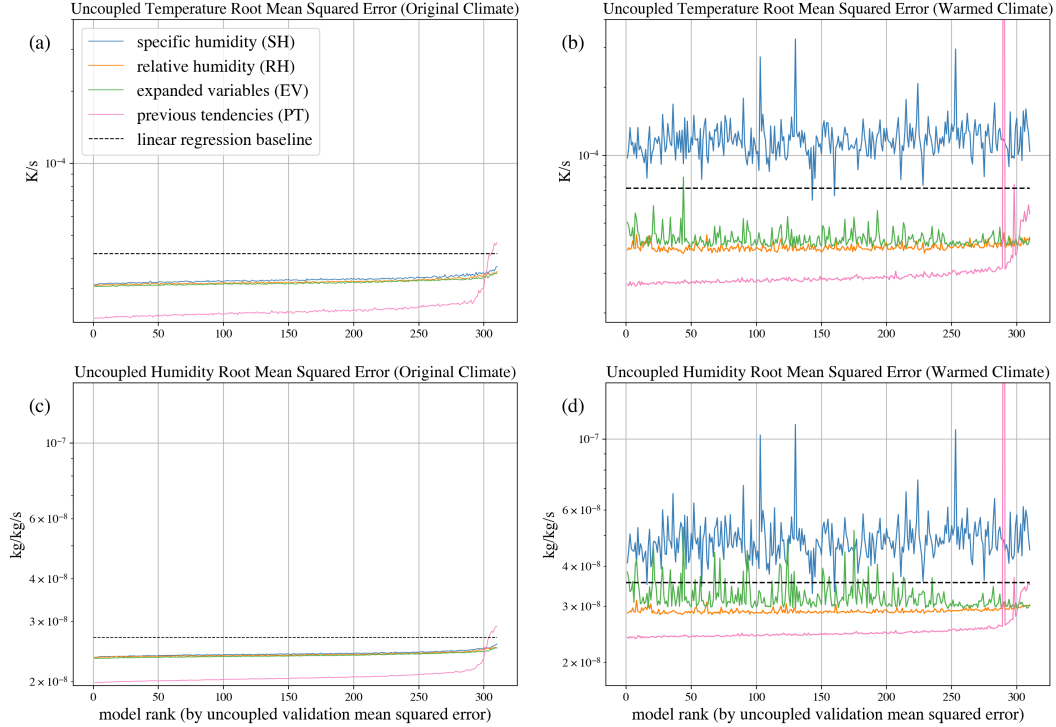 Uncoupled Temperature Root Mean Squared Error (Original Climate)
(a)
specific humidity (SH)
relative humidity (RH)
expanded variables (EV)
previous tendencies (PT)
linear regression baseline
K/s
10⁻⁴
0 50 100 150 200 250 300
Uncoupled Temperature Root Mean Squared Error (Warmed Climate)
(b)
K/s
10⁻⁴
0 50 100 150 200 250 300
Uncoupled Humidity Root Mean Squared Error (Original Climate)
(c)
kg/kg/s
10⁻⁷
6 × 10⁻⁸
4 × 10⁻⁸
3 × 10⁻⁸
2 × 10⁻⁸
0 50 100 150 200 250 300
model rank (by uncoupled validation mean squared error)
Uncoupled Humidity Root Mean Squared Error (Warmed Climate)
(d)
kg/kg/s
10⁻⁷
6 × 10⁻⁸
4 × 10⁻⁸
3 × 10⁻⁸
2 × 10⁻⁸
0 50 100 150 200 250 300
model rank (by uncoupled validation mean squared error)